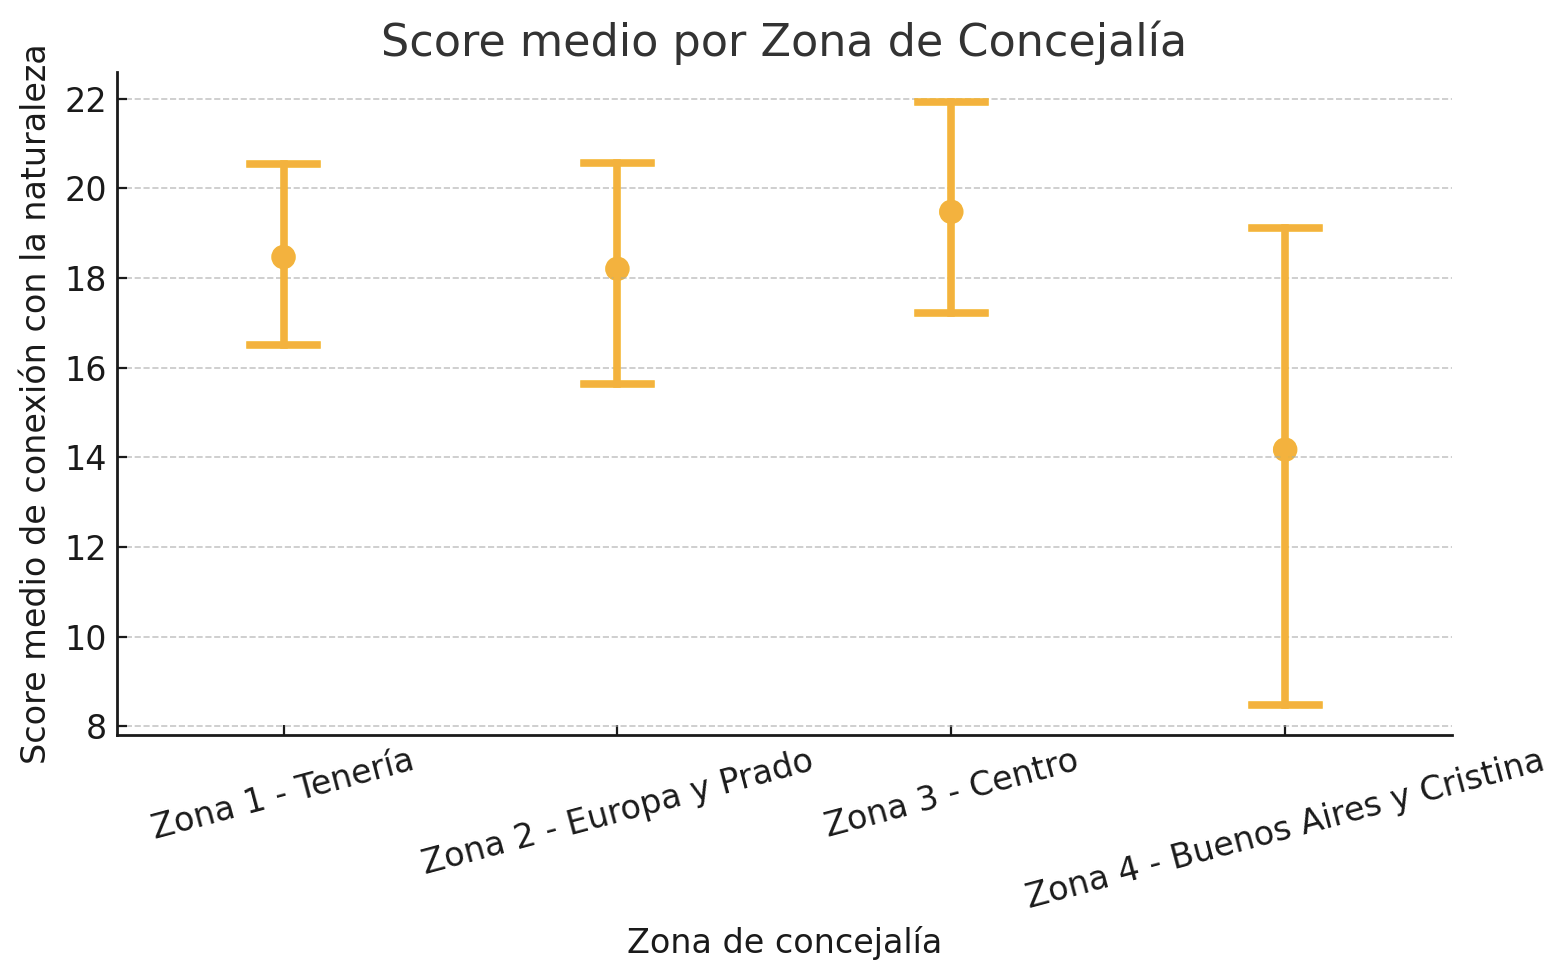 Score medio por Zona de Concejalía
Score medio de conexión con la naturaleza
22
20
18
16
14
12
10
8
Zona 1 - Tenería
Zona 2 - Europa y Prado
Zona 3 - Centro
Zona 4 - Buenos Aires y Cristina
Zona de concejalía